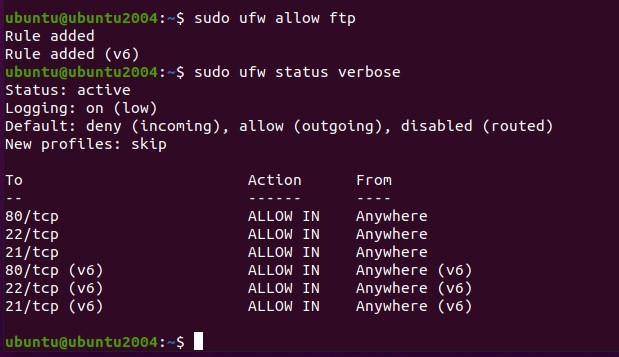 ubuntu@ubuntu2004:~$ sudo ufw allow ftp
Rule added
Rule added (v6)
ubuntu@ubuntu2004:~$ sudo ufw status verbose
Status: active
Logging: on (low)
Default: deny (incoming), allow (outgoing), disabled (routed)
New profiles: skip

To                         Action      From
--                         ------      ----
80/tcp                     ALLOW IN    Anywhere
22/tcp                     ALLOW IN    Anywhere
21/tcp                     ALLOW IN    Anywhere
80/tcp (v6)                ALLOW IN    Anywhere (v6)
22/tcp (v6)                ALLOW IN    Anywhere (v6)
21/tcp (v6)                ALLOW IN    Anywhere (v6)

ubuntu@ubuntu2004:~$